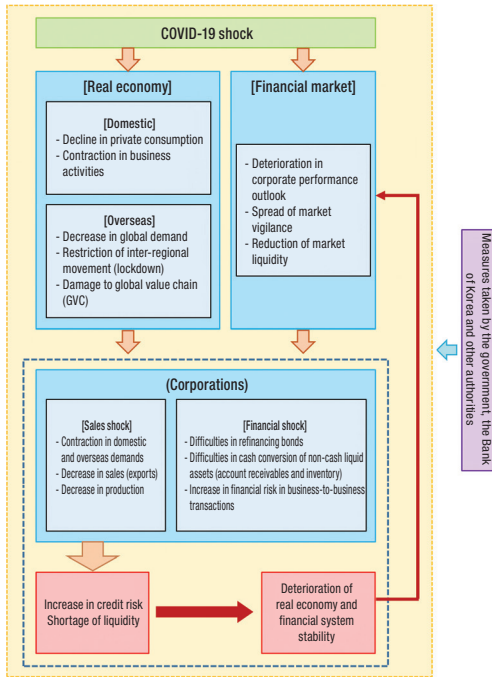 COVID-19 shock
[Real economy]
[Domestic]
- Decline in private consumption
- Contraction in business
activities
[Overseas]
- Decrease in global demand
- Restriction of inter-regional
movement (lockdown)
- Damage to global value chain
(GVC)
[Financial market]
- Deterioration in
corporate performance
outlook
- Spread of market
vigilance
- Reduction of market
liquidity
(Corporations)
[Sales shock]
- Contraction in domestic
and overseas demands
- Decrease in sales (exports)
- Decrease in production
[Financial shock]
- Difficulties in refinancing bonds
- Difficulties in cash conversion of non-cash liquid
assets (account receivables and inventory)
- Increase in financial risk in business-to-business
transactions
Increase in credit risk
Shortage of liquidity
Deterioration of
real economy and
financial system
stability
Measures taken by the government, the Bank
of Korea and other authorities